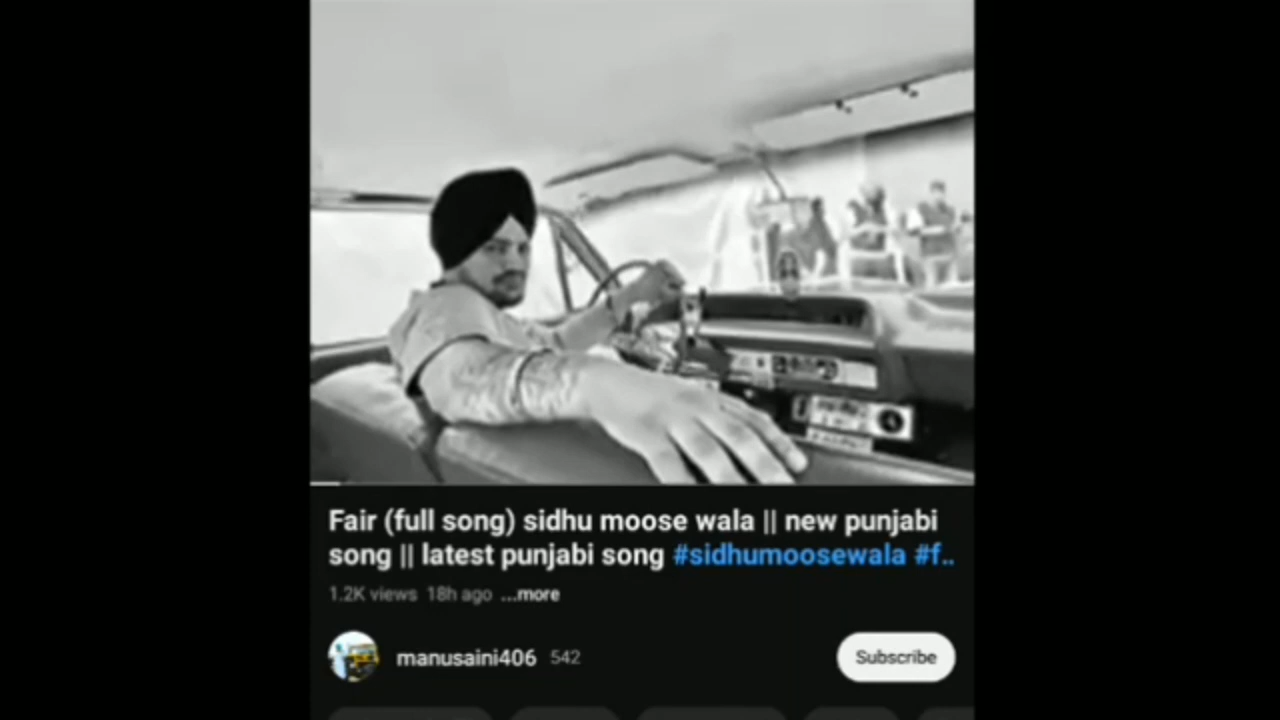 Fair (full song) sidhu moose wala || new punjabi
song || latest punjabi song #sidhumoosewala #f..
1.2K views 18h ago ...more
manusaini406 542
Subscribe